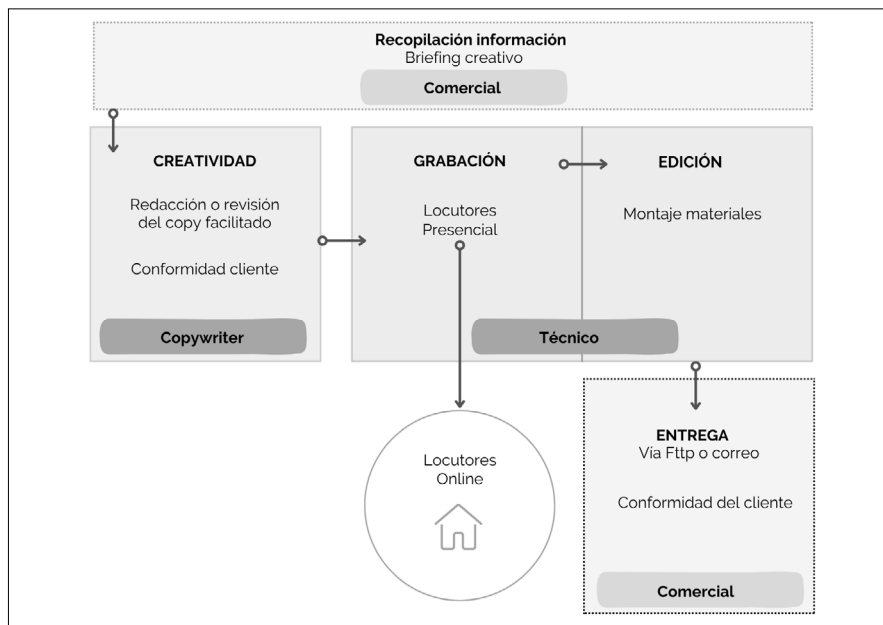 Recopilación información
Briefing creativo
Comercial
CREATIVIDAD
Redacción o revisión
del copy facilitado
Conformidad cliente
Copywriter
GRABACIÓN
Locutores
Presencial
EDICIÓN
Montaje materiales
Técnico
Locutores
Online
ENTREGA
Vía Fttp o correo
Conformidad del cliente
Comercial